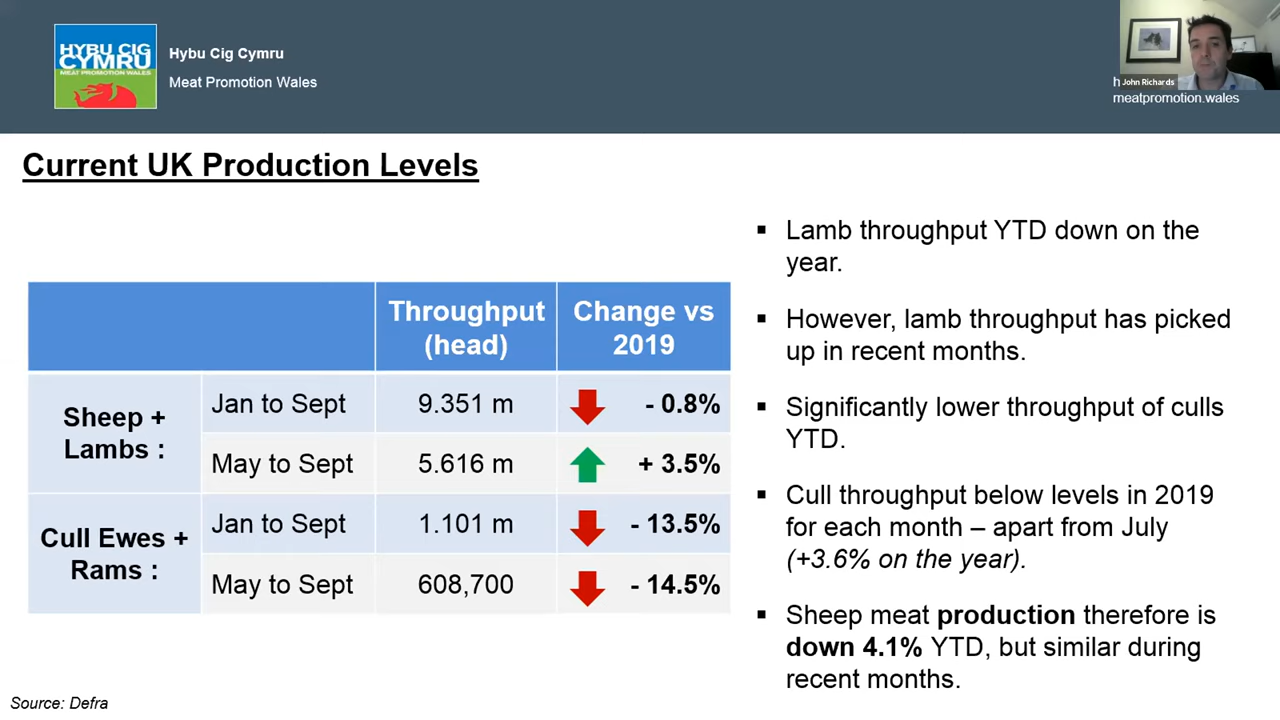 HYBU CIG
CYMRU
MEAT PROMOTION WALES
Hybu Cig Cymru
Meat Promotion Wales
John Richards
meatpromotion.wales
Current UK Production Levels
Throughput
(head)
Change vs
2019
Sheep +
Lambs :
Jan to Sept
9.351 m
- 0.8%
May to Sept
5.616 m
+ 3.5%
Cull Ewes +
Rams :
Jan to Sept
1.101 m
- 13.5%
May to Sept
608,700
- 14.5%
▪ Lamb throughput YTD down on the
year.
▪ However, lamb throughput has picked
up in recent months.
▪ Significantly lower throughput of culls
YTD.
▪ Cull throughput below levels in 2019
for each month – apart from July
(+3.6% on the year).
▪ Sheep meat production therefore is
down 4.1% YTD, but similar during
recent months.
Source: Defra